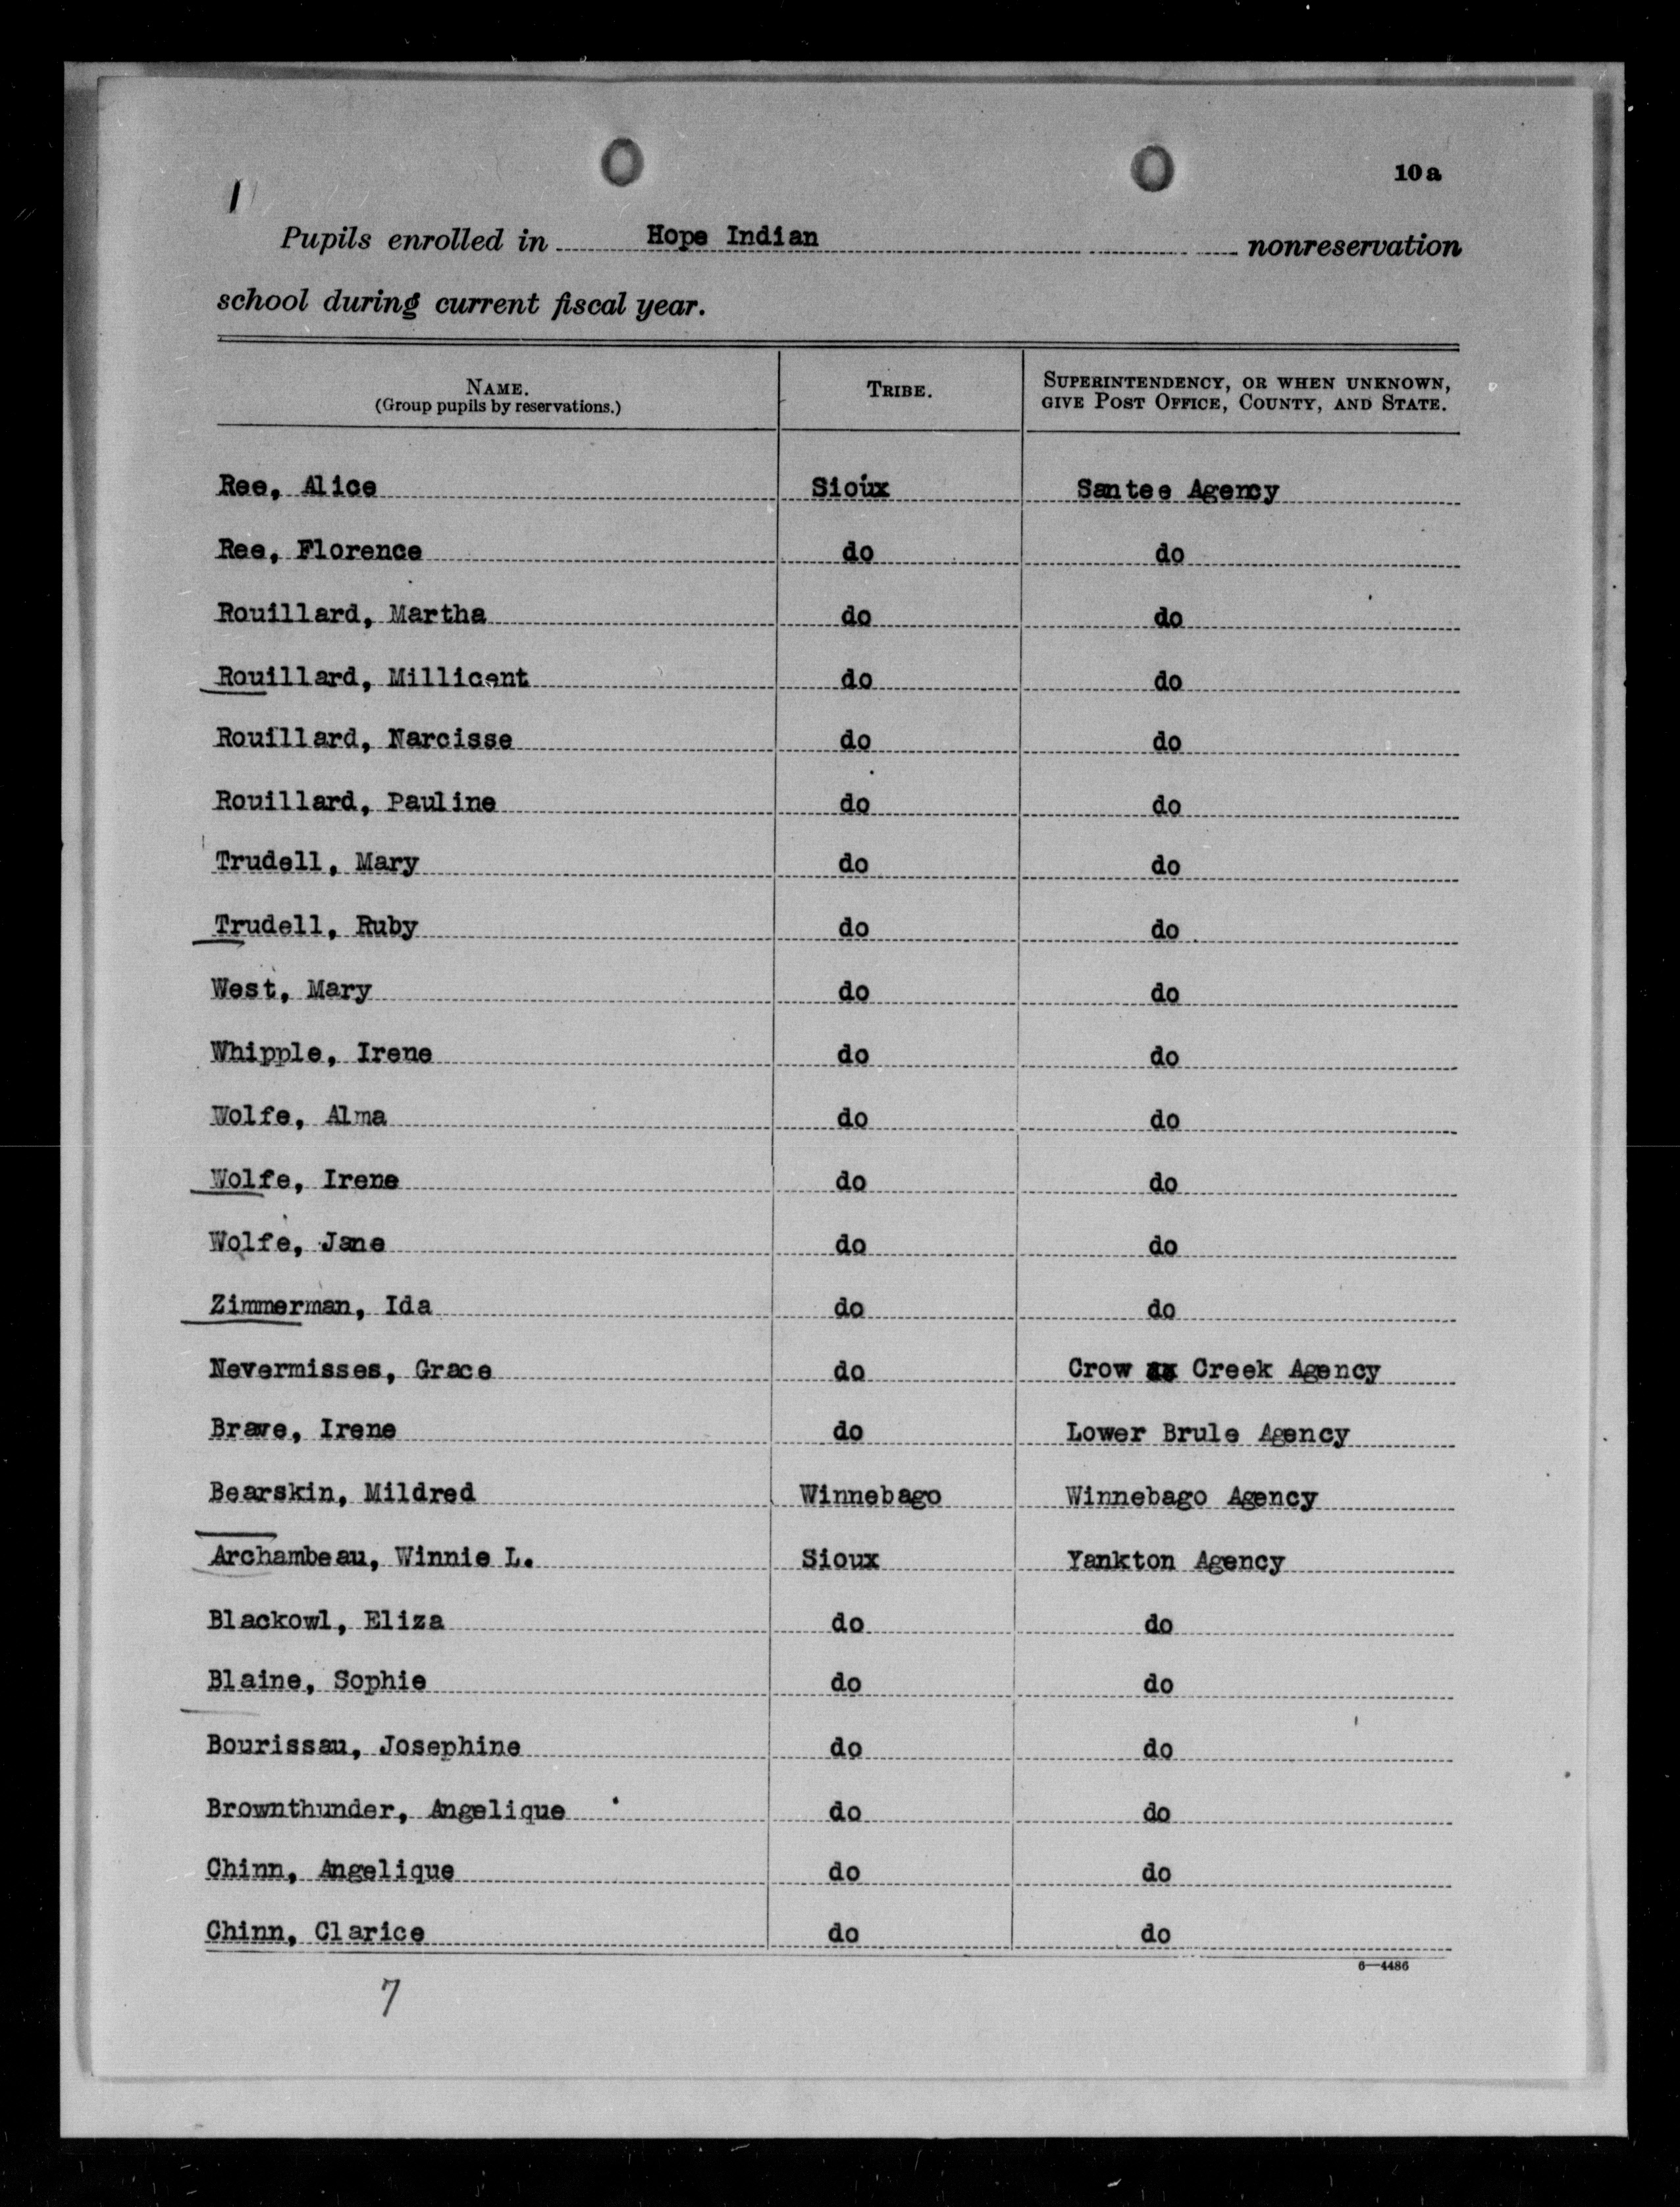 10a
1
Pupils enrolled in Hope Indian nonreservation
school during current fiscal year.
NAME. TRIBE. SUPERINTENDENCY, OR WHEN UNKNOWN,
(Group pupils by reservations.) GIVE POST OFFICE, COUNTY, AND STATE.
Ree, Alice Sioux Santee Agency
Ree, Florence do do
Rouillard, Martha do do
Rouillard, Millicent do do
Rouillard, Narcisse do do
Rouillard, Pauline do do
Trudell, Mary do do
Trudell, Ruby do do
West, Mary do do
Whipple, Irene do do
Wolfe, Alma do do
Wolfe, Irene do do
Wolfe, Jane do do
Zimmerman, Ida do do
Nevermisses, Grace do Crow Creek Agency
Brave, Irene do Lower Brule Agency
Bearskin, Mildred Winnebago Winnebago Agency
Archambeau, Winnie L. Sioux Yankton Agency
Blackowl, Eliza do do
Blaine, Sophie do do
Bourissau, Josephine do do
Brownthunder, Angelique do do
Chinn, Angelique do do
Chinn, Clarice do do
6—4486
7